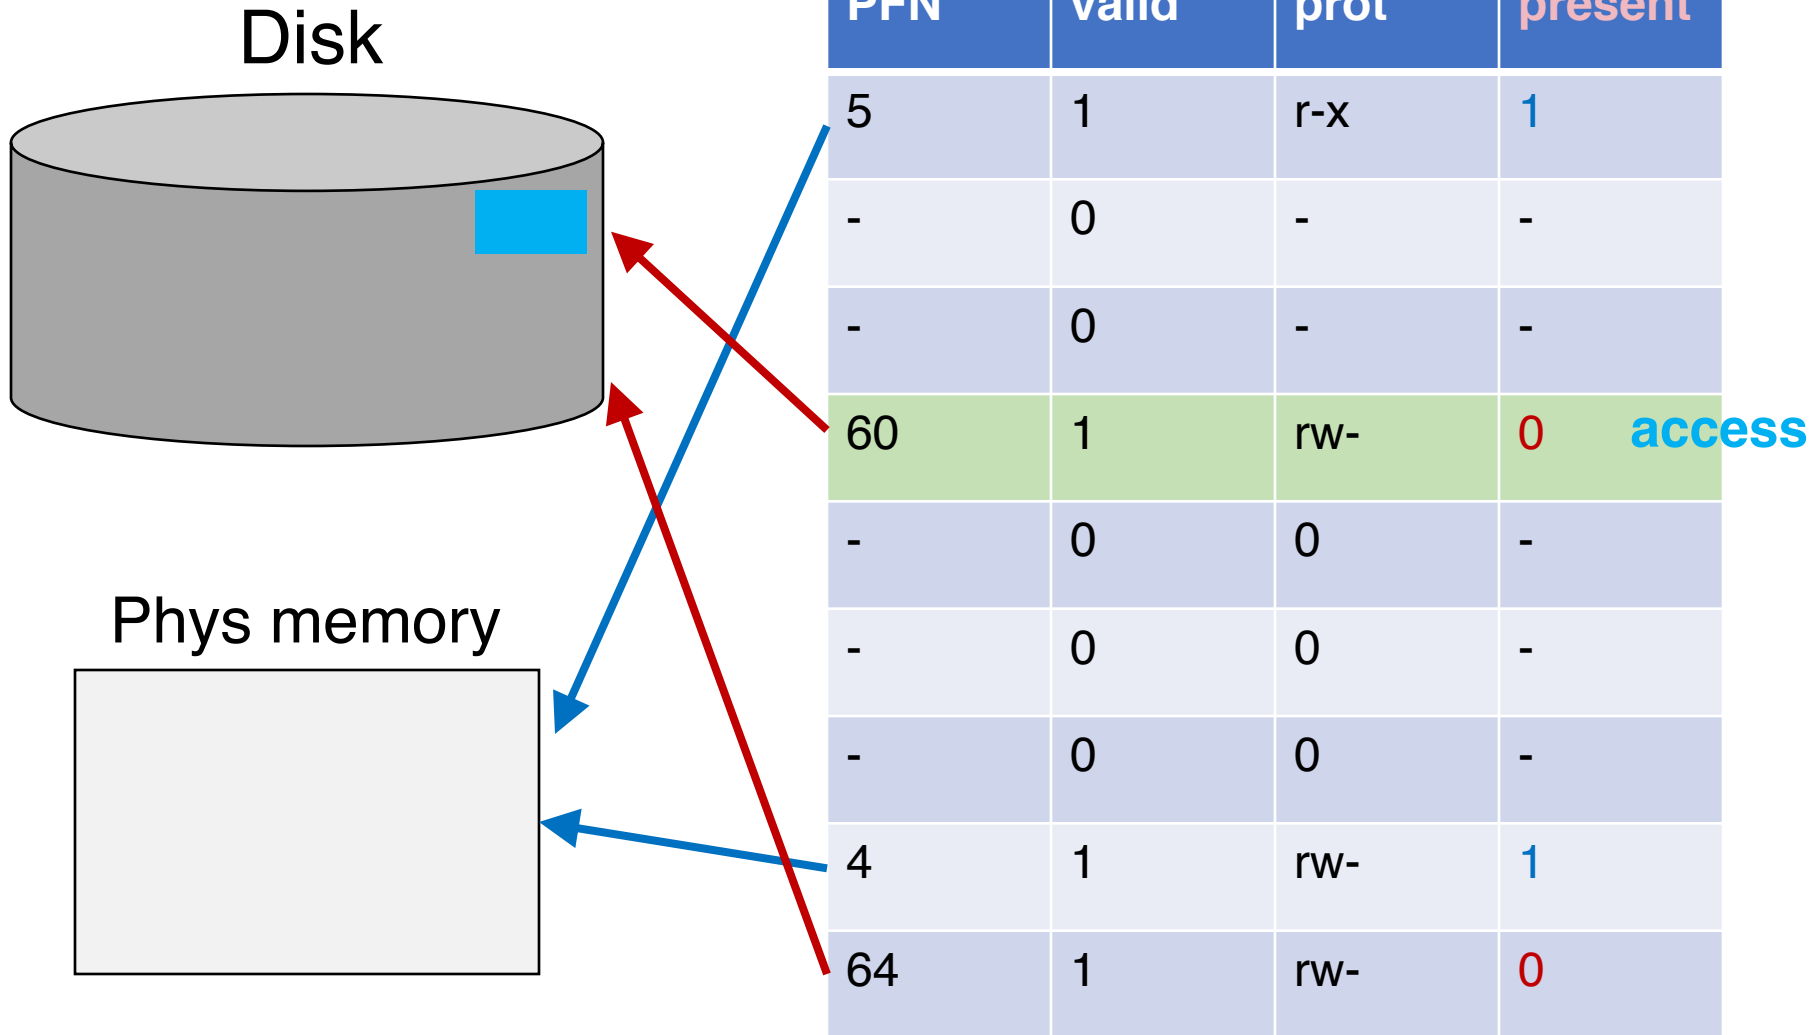 Disk
PFN valid prot present
5 1 r-x 1
- 0 - -
- 0 - -
60 1 rw- 0 access
- 0 0 -
- 0 0 -
Phys memory
- 0 0 -
4 1 rw- 1
64 1 rw- 0